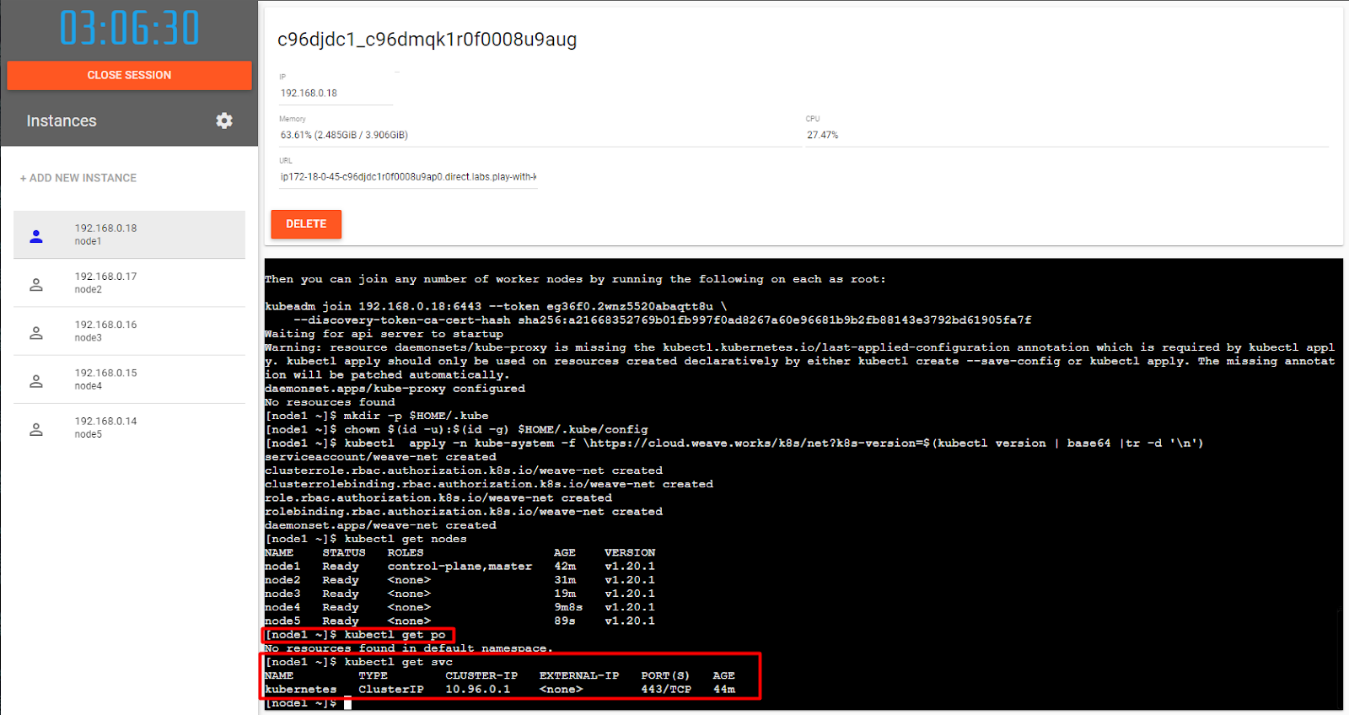 03:06:30
CLOSE SESSION
Instances
+ ADD NEW INSTANCE
192.168.0.18
node1
192.168.0.17
node2
192.168.0.16
node3
192.168.0.15
node4
192.168.0.14
node5
c96djdc1_c96dmqk1r0f0008u9aug
IP
192.168.0.18
Memory
63.61% (2.485GiB / 3.906GiB)
CPU
27.47%
URL
ip172-18-0-45-c96djdc1r0f0008u9ap0.direct.labs.play-with-k
DELETE
Then you can join any number of worker nodes by running the following on each as root:
kubeadm join 192.168.0.18:6443 --token eg36f0.2wnz5520abaqtt8u \
--discovery-token-ca-cert-hash sha256:a21668352769b01fb997f0ad8267a60e96681b9b2fb88143e3792bd61905fa7f
Waiting for api server to startup
Warning: resource daemonsets/kube-proxy is missing the kubectl.kubernetes.io/last-applied-configuration annotation which is required by kubectl appl
y. kubectl apply should only be used on resources created declaratively by either kubectl create --save-config or kubectl apply. The missing annotat
ion will be patched automatically.
daemonset.apps/kube-proxy configured
No resources found
[node1 ~]$ mkdir -p $HOME/.kube
[node1 ~]$ chown $(id -u):$(id -g) $HOME/.kube/config
[node1 ~]$ kubectl  apply -n kube-system -f \https://cloud.weave.works/k8s/net?k8s-version=$(kubectl version | base64 |tr -d '\n')
serviceaccount/weave-net created
clusterrole.rbac.authorization.k8s.io/weave-net created
clusterrolebinding.rbac.authorization.k8s.io/weave-net created
role.rbac.authorization.k8s.io/weave-net created
rolebinding.rbac.authorization.k8s.io/weave-net created
daemonset.apps/weave-net created
[node1 ~]$ kubectl get nodes
NAME    STATUS   ROLES                  AGE    VERSION
node1   Ready    control-plane,master   42m    v1.20.1
node2   Ready    <none>                 31m    v1.20.1
node3   Ready    <none>                 19m    v1.20.1
node4   Ready    <none>                 9m8s   v1.20.1
node5   Ready    <none>                 89s    v1.20.1
[node1 ~]$ kubectl get po
No resources found in default namespace.
[node1 ~]$ kubectl get svc
NAME         TYPE        CLUSTER-IP   EXTERNAL-IP   PORT(S)   AGE
kubernetes   ClusterIP   10.96.0.1    <none>        443/TCP   44m
[node1 ~]$